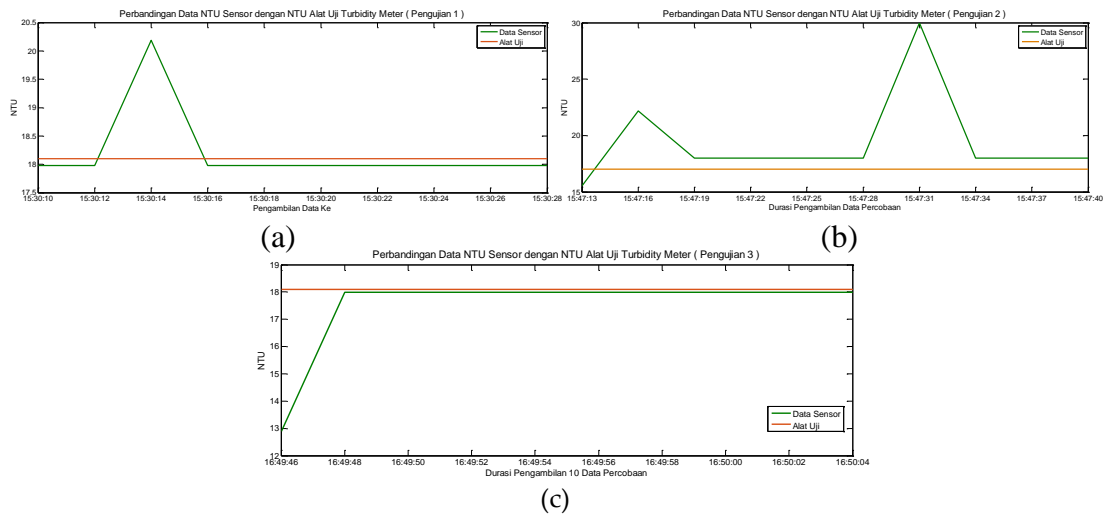 Perbandingan Data NTU Sensor dengan NTU Alat Uji Turbidity Meter ( Pengujian 1 )
20.5
20
19.5
19
18.5
18
17.5
NTU
Data Sensor
Alat Uji
15:30:10 15:30:12 15:30:14 15:30:16 15:30:18 15:30:20 15:30:22 15:30:24 15:30:26 15:30:28
Pengambilan Data Ke
(a)
Perbandingan Data NTU Sensor dengan NTU Alat Uji Turbidity Meter ( Pengujian 2 )
30
25
20
15
NTU
Data Sensor
Alat Uji
15:47:13 15:47:16 15:47:19 15:47:22 15:47:25 15:47:28 15:47:31 15:47:34 15:47:37 15:47:40
Durasi Pengambilan Data Percobaan
(b)
Perbandingan Data NTU Sensor dengan NTU Alat Uji Turbidity Meter ( Pengujian 3 )
19
18
17
16
15
14
13
12
NTU
Data Sensor
Alat Uji
16:49:46 16:49:48 16:49:50 16:49:52 16:49:54 16:49:56 16:49:58 16:50:00 16:50:02 16:50:04
Durasi Pengambilan 10 Data Percobaan
(c)